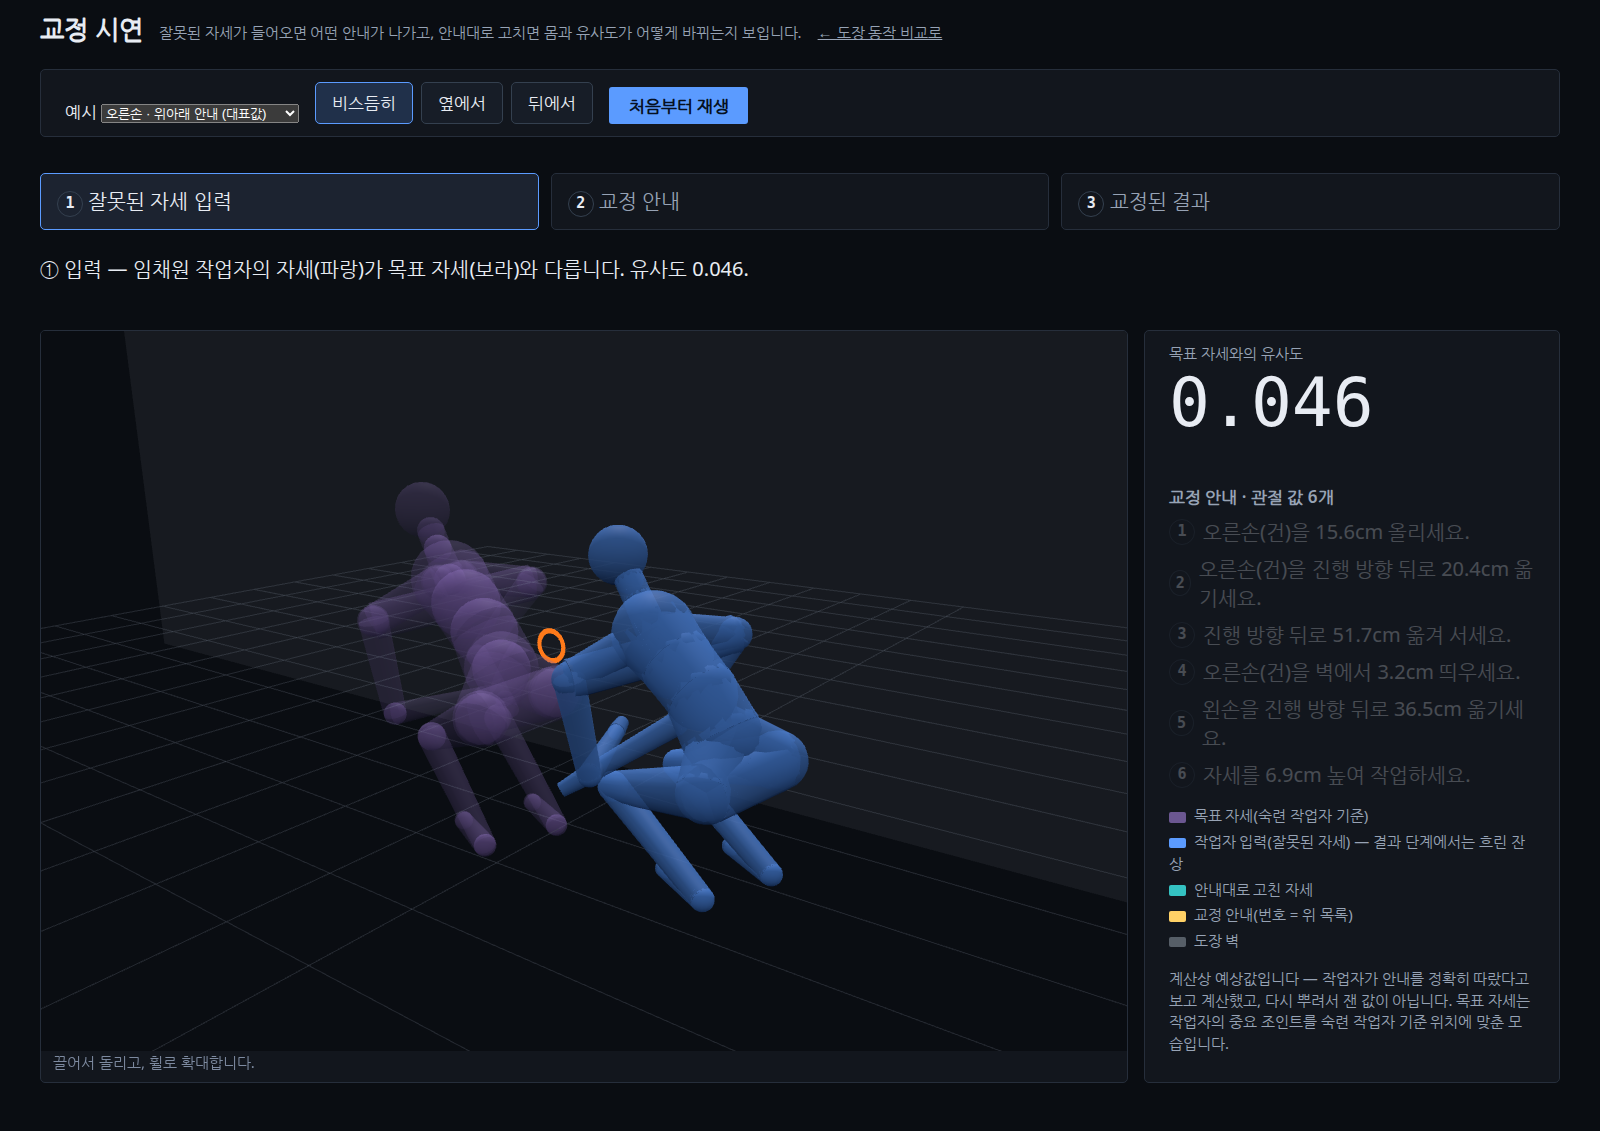 교정 시연 잘못된 자세가 들어오면 어떤 안내가 나가고, 안내대로 고치면 몸과 유사도가 어떻게 바뀌는지 보입니다. ← 도장 동작 비교로
예시 오른손 · 위아래 안내 (대표값) 비스듬히 옆에서 뒤에서 처음부터 재생
1 잘못된 자세 입력 2 교정 안내 3 교정된 결과
① 입력 — 임채원 작업자의 자세(파랑)가 목표 자세(보라)와 다릅니다. 유사도 0.046.
목표 자세와의 유사도
0.046
교정 안내 · 관절 값 6개
1 오른손(건)을 15.6cm 올리세요.
2 오른손(건)을 진행 방향 뒤로 20.4cm 옮
기세요.
3 진행 방향 뒤로 51.7cm 옮겨 서세요.
4 오른손(건)을 벽에서 3.2cm 띄우세요.
5 왼손을 진행 방향 뒤로 36.5cm 옮기세
요.
6 자세를 6.9cm 높여 작업하세요.
목표 자세(숙련 작업자 기준)
작업자 입력(잘못된 자세) — 결과 단계에서는 흐린 잔
상
안내대로 고친 자세
교정 안내(번호 = 위 목록)
도장 벽
계산상 예상값입니다 — 작업자가 안내를 정확히 따랐다고
보고 계산했고, 다시 뿌려서 잰 값이 아닙니다. 목표 자세는
작업자의 중요 조인트를 숙련 작업자 기준 위치에 맞춘 모
습입니다.
끌어서 돌리고, 휠로 확대합니다.